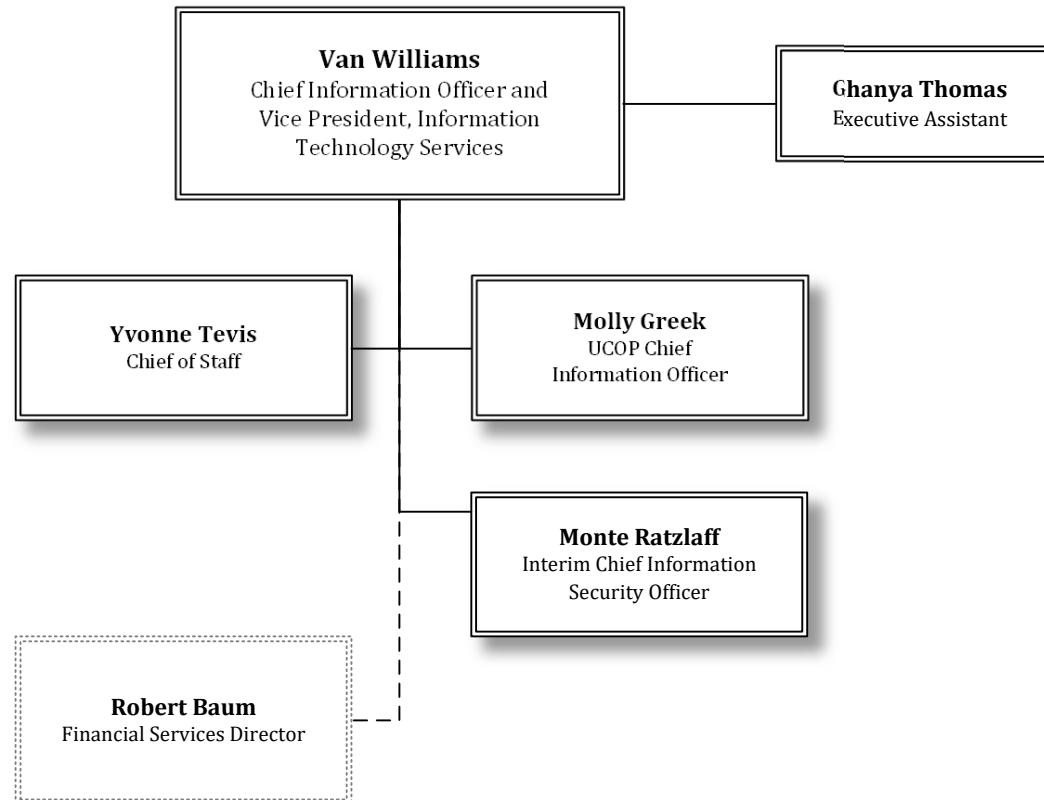 Van Williams
Chief Information Officer and
Vice President, Information
Technology Services
Ghanya Thomas
Executive Assistant
Yvonne Tevis
Chief of Staff
Molly Greek
UCOP Chief
Information Officer
Monte Ratzlaff
Interim Chief Information
Security Officer
Robert Baum
Financial Services Director